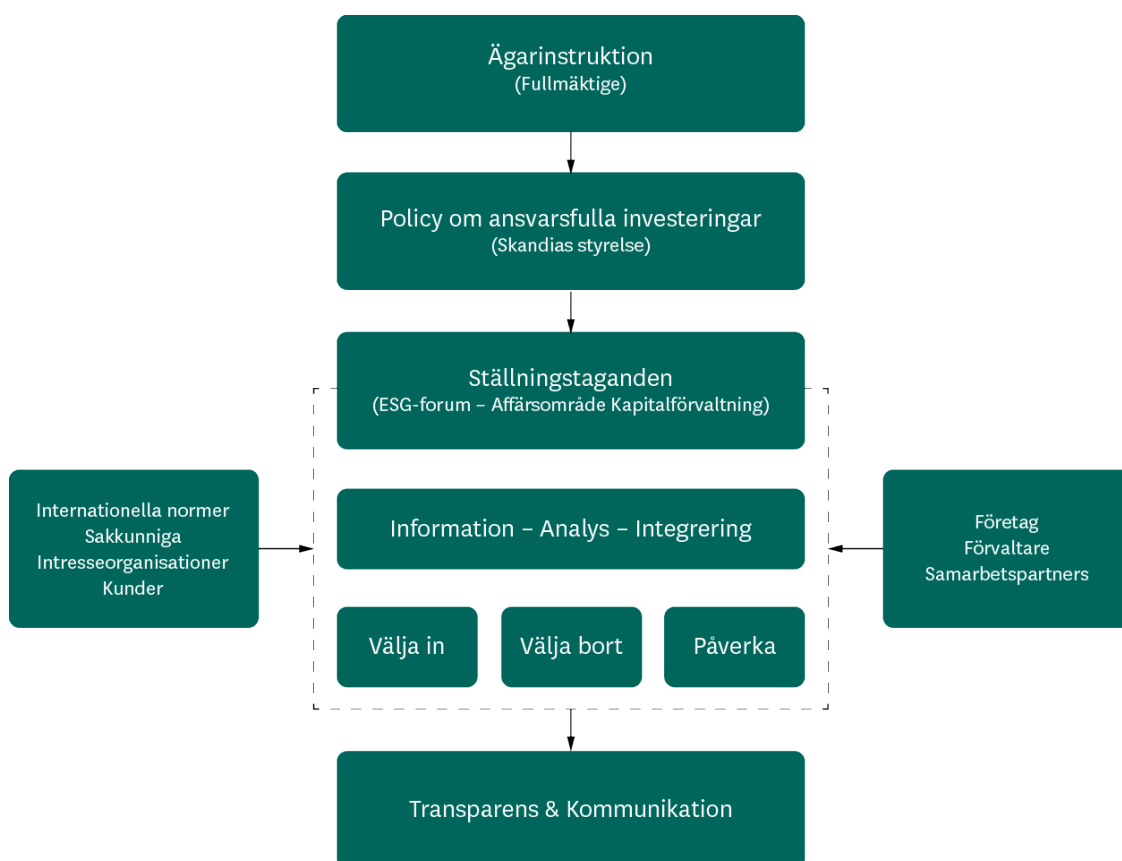 Ägarinstruktion
(Fullmäktige)
Policy om ansvarsfulla investeringar
(Skandias styrelse)
Ställningstaganden
(ESG-forum – Affärsområde Kapitalförvaltning)
Internationella normer
Sakkunniga
Intresseorganisationer
Kunder
Information – Analys – Integrering
Företag
Förvaltare
Samarbetspartners
Välja in
Välja bort
Påverka
Transparens & Kommunikation